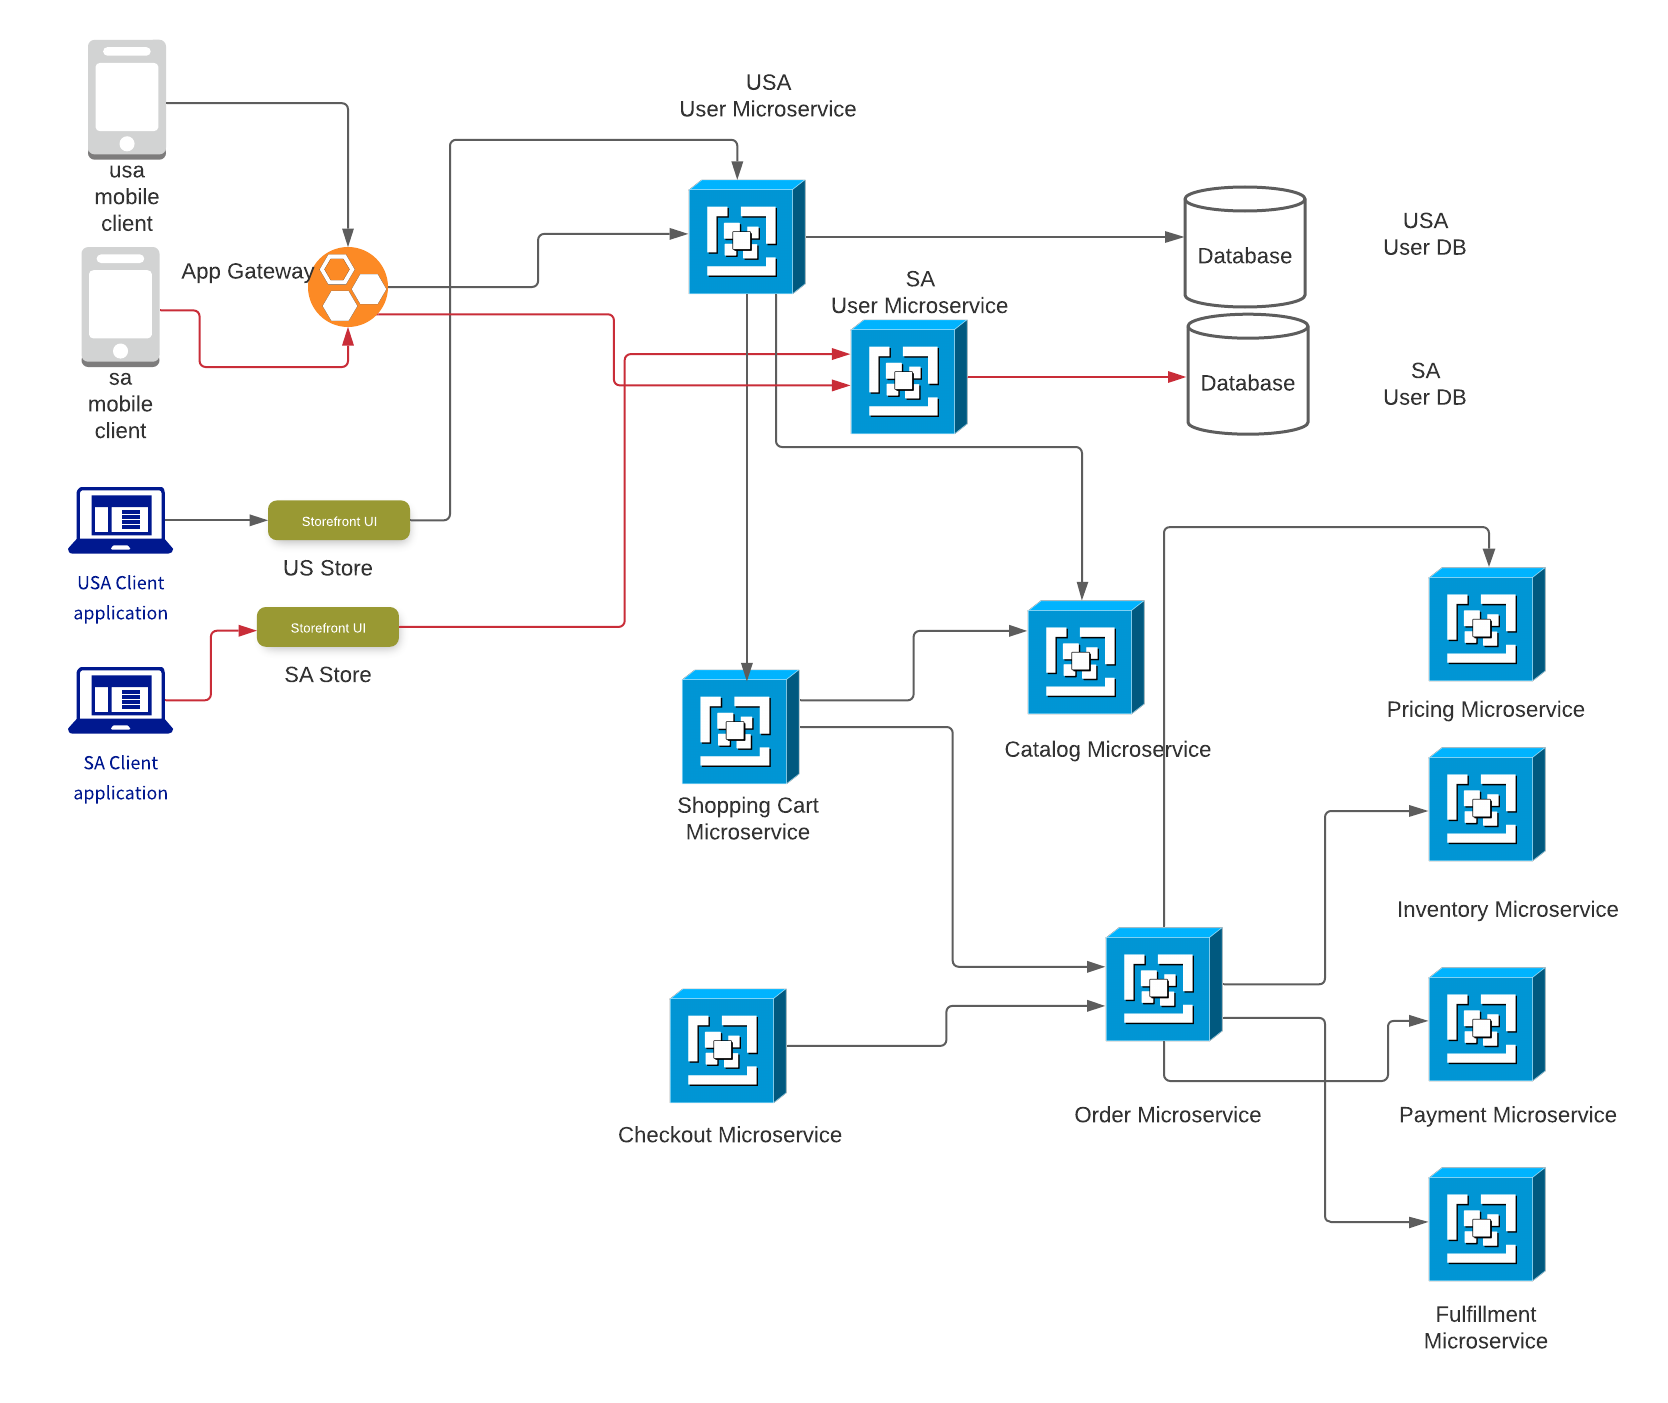 USA
User Microservice
usa
mobile
client
App Gateway
sa
mobile
client
SA
User Microservice
Database
USA
User DB
Database
SA
User DB
Storefront UI
US Store
USA Client
application
Storefront UI
SA Store
SA Client
application
Shopping Cart
Microservice
Catalog Microservice
Pricing Microservice
Inventory Microservice
Checkout Microservice
Order Microservice
Payment Microservice
Fulfillment
Microservice